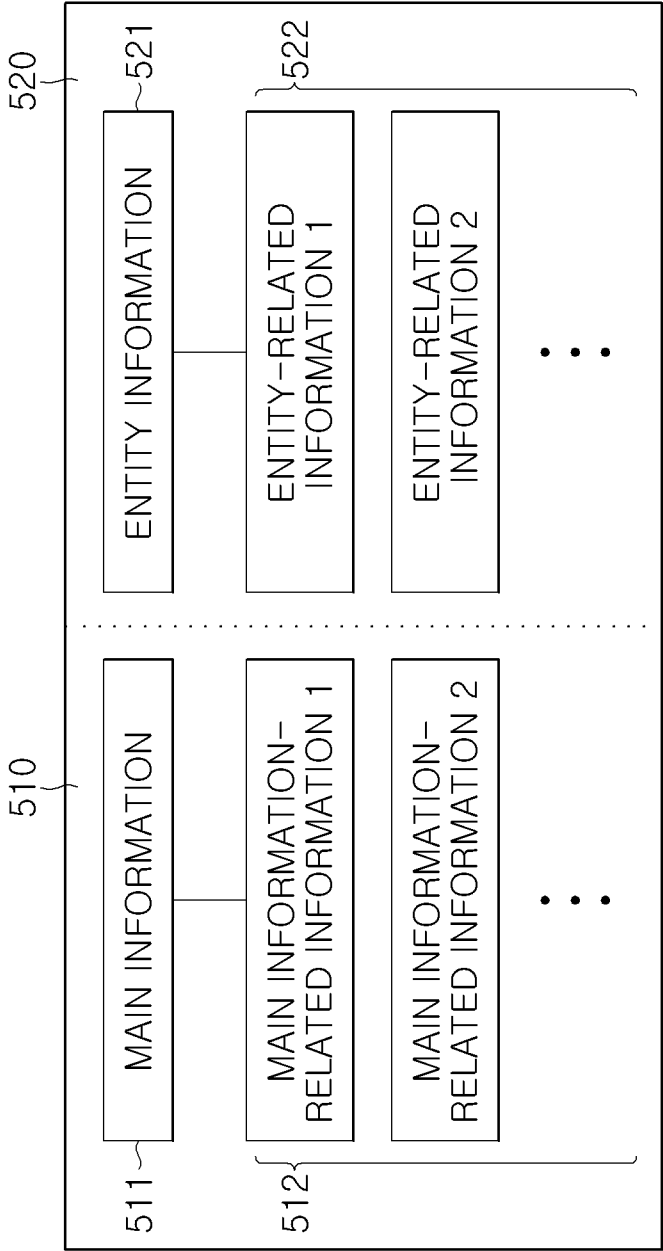 510
520
511
MAIN INFORMATION
ENTITY INFORMATION
521
512
MAIN INFORMATION-
RELATED INFORMATION 1
ENTITY-RELATED
INFORMATION 1
522
MAIN INFORMATION-
RELATED INFORMATION 2
ENTITY-RELATED
INFORMATION 2